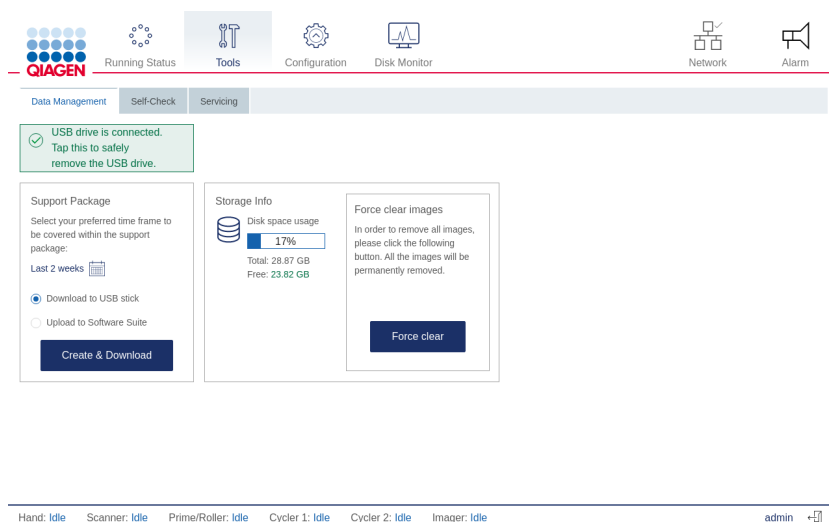 QIAGEN
Running Status
Tools
Configuration
Disk Monitor
Network
Alarm
Data Management
Self-Check
Servicing
USB drive is connected.
Tap this to safely
remove the USB drive.
Support Package
Select your preferred time frame to
be covered within the support
package:
Last 2 weeks
Download to USB stick
Upload to Software Suite
Create & Download
Storage Info
Disk space usage
17%
Total: 28.87 GB
Free: 23.82 GB
Force clear images
In order to remove all images,
please click the following
button. All the images will be
permanently removed.
Force clear
Hand: Idle
Scanner: Idle
Prime/Roller: Idle
Cycler 1: Idle
Cycler 2: Idle
Imager: Idle
admin